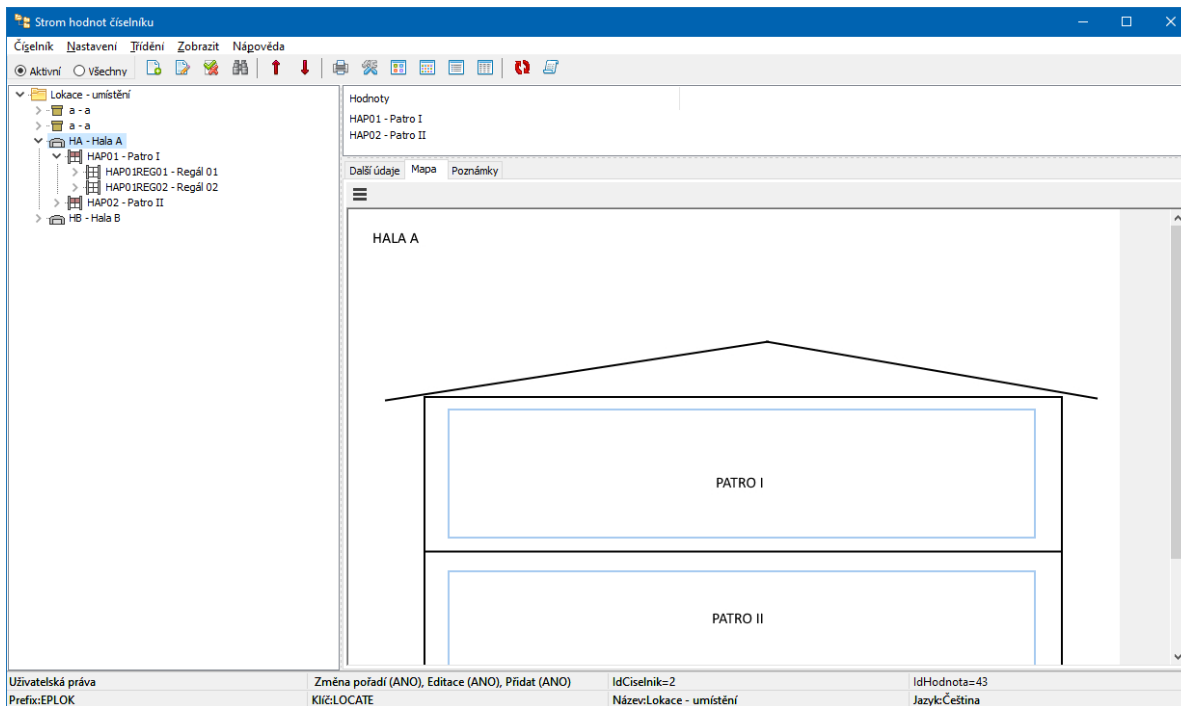 Strom hodnot číselníku
Číselník Nastavení Třídění Zobrazit Nápověda
Aktivní Všechny
Lokace - umístění
a - a
a - a
HA - Hala A
HAP01 - Patro I
HAP01REG01 - Regál 01
HAP01REG02 - Regál 02
HAP02 - Patro II
HB - Hala B
Hodnoty
HAP01 - Patro I
HAP02 - Patro II
Další údaje Mapa Poznámky
HALA A
PATRO I
PATRO II
Uživatelská práva Změna pořadí (ANO), Editace (ANO), Přidat (ANO) IdCiselnik=2 IdHodnota=43
Prefix:EPLOK Klíč:LOCATE Název:Lokace - umístění Jazyk:Čeština